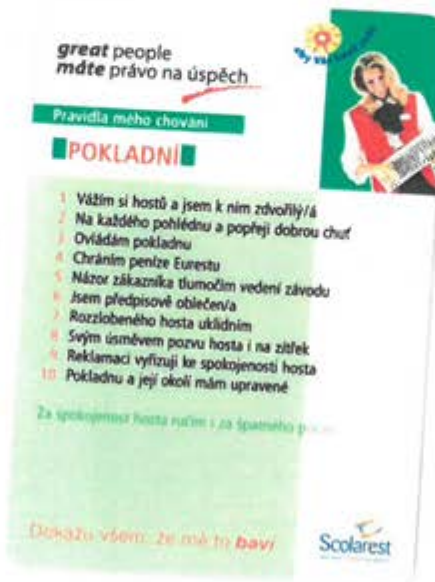 great people
máte právo na úspěch
Pravidla mého chování
POKLADNÍ
1 Vážím si hostů a jsem k nim zdvořilý/á
2 Na každého pohlédnu a popřeji dobrou chuť
3 Ovládám pokladnu
4 Chráním peníze Eurestu
5 Názor zákazníka tlumočím vedení závodu
6 Jsem předpisově oblečen/a
7 Rozzlobeného hosta uklidním
8 Svým úsměvem pozvu hosta i na zítřek
9 Reklamaci vyřizuji ke spokojenosti hosta
10 Pokladnu a její okolí mám upravené
Za spokojenost hosta ručím i za špatného
Dokážu všem, že mě to baví
Scolarest